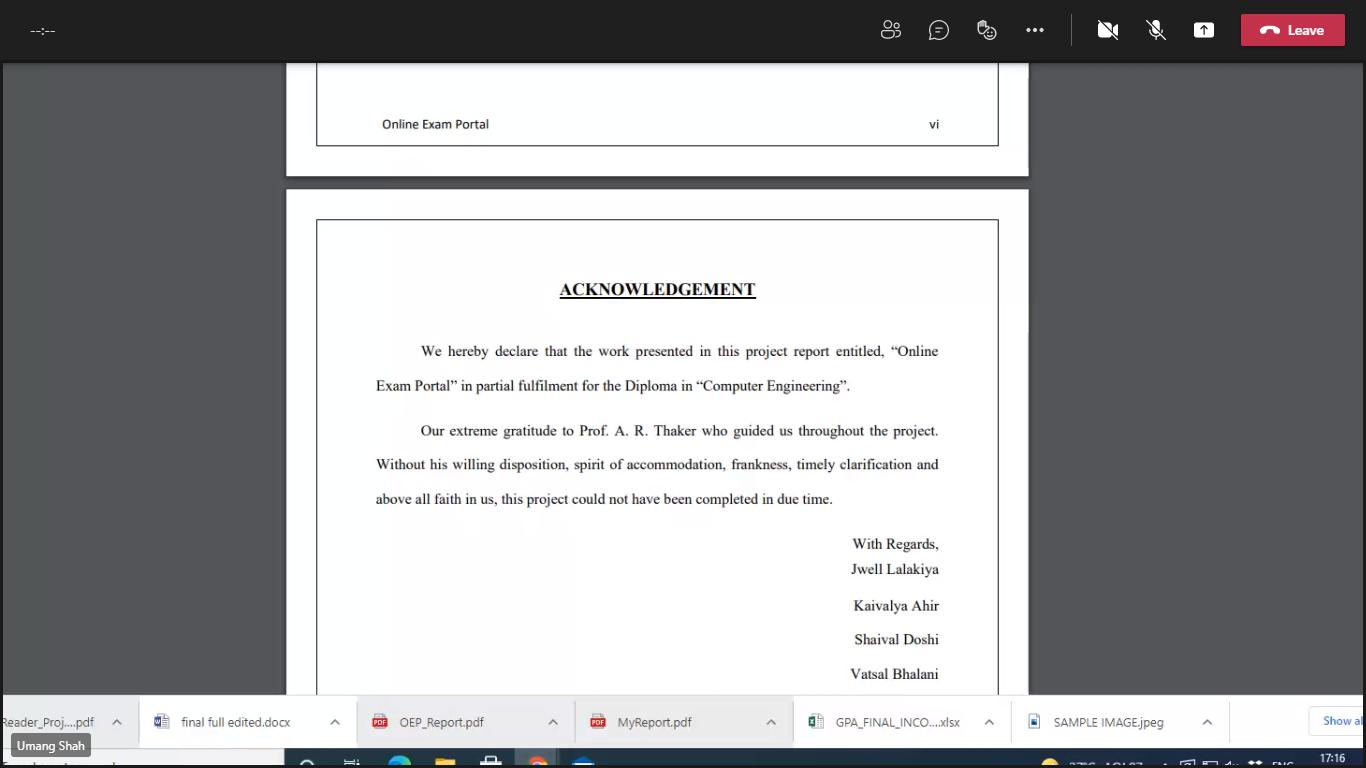 --:--
Leave
Online Exam Portal vi
ACKNOWLEDGEMENT
We hereby declare that the work presented in this project report entitled, “Online
Exam Portal” in partial fulfilment for the Diploma in “Computer Engineering”.
Our extreme gratitude to Prof. A. R. Thaker who guided us throughout the project.
Without his willing disposition, spirit of accommodation, frankness, timely clarification and
above all faith in us, this project could not have been completed in due time.
With Regards,
Jwell Lalakiya
Kaivalya Ahir
Shaival Doshi
Vatsal Bhalani
Reader_Proj....pdf final full edited.docx OEP_Report.pdf MyReport.pdf GPA_FINAL_INCO....xlsx SAMPLE IMAGE.jpeg Show al
Umang Shah
17:16